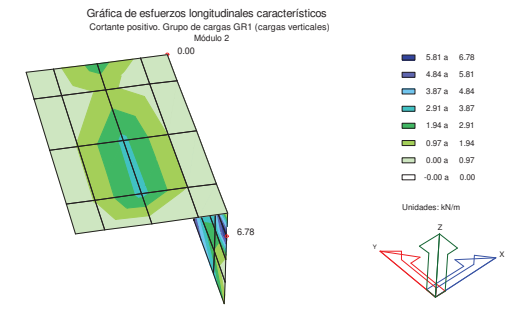 Gráfica de esfuerzos longitudinales característicos
Cortante positivo. Grupo de cargas GR1 (cargas verticales)
Módulo 2
0.00
5.81 a 6.78
4.84 a 5.81
3.87 a 4.84
2.91 a 3.87
1.94 a 2.91
0.97 a 1.94
0.00 a 0.97
-0.00 a 0.00
Unidades: kN/m
6.78
Z
Y
X